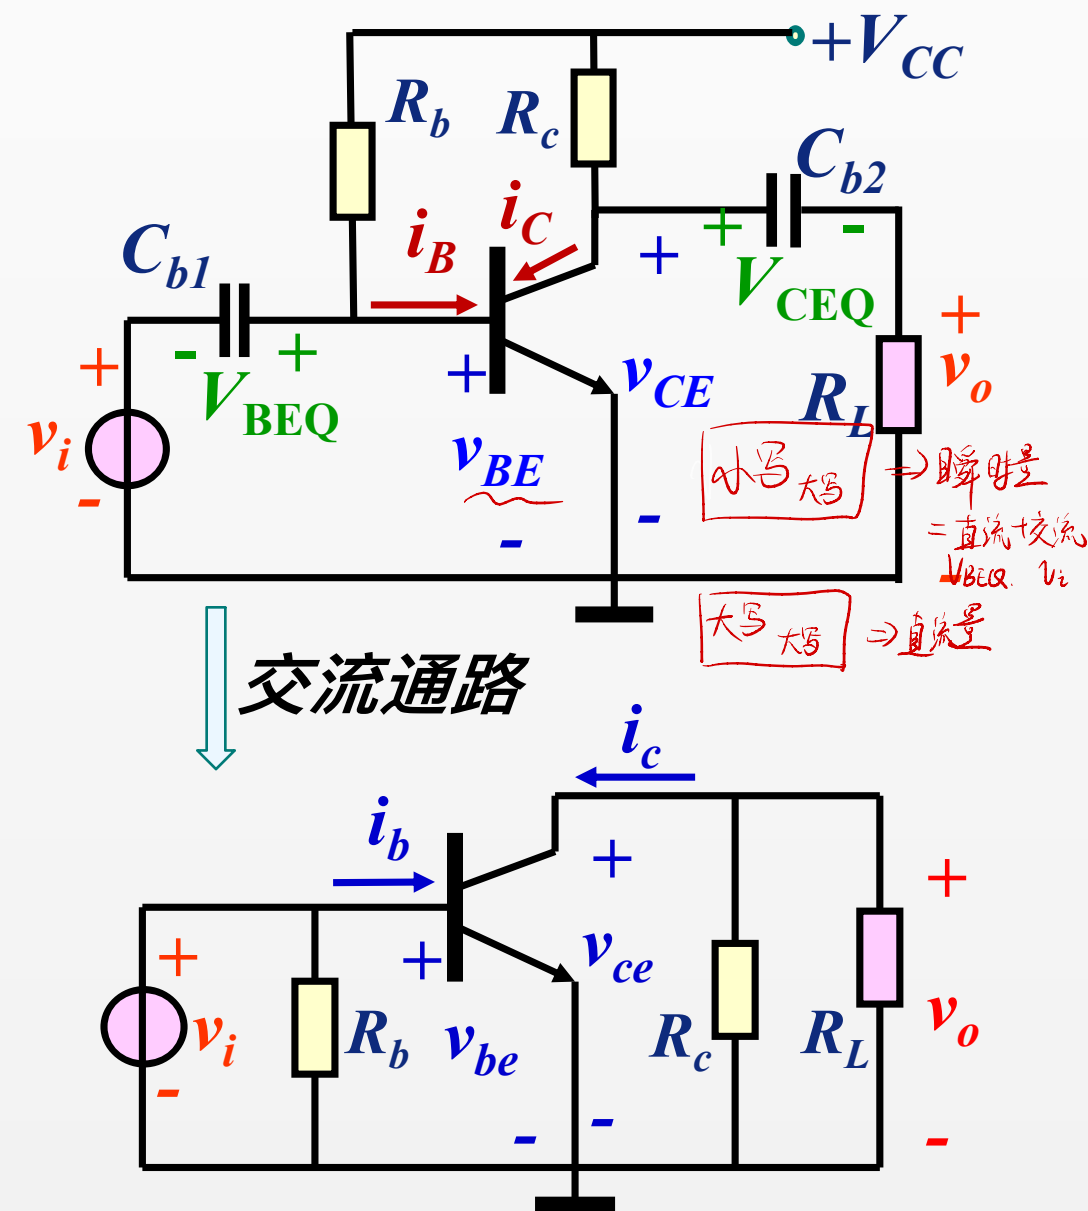 +VCC
Rb
Rc
Cb2
iC
iB
Cb1
+
+
-
VCEQ
-
+
+
+
+
VBEQ
vCE
RL
vo
vi
vBE
小写 大写 ⇒ 瞬时量
-
-
-
= 直流+交流
VBEQ. vi
-
大写 大写 ⇒ 直流量
交流通路
ic
ib
+
+
+
+
vce
vi
Rb
vbe
Rc
RL
vo
-
-
-
-